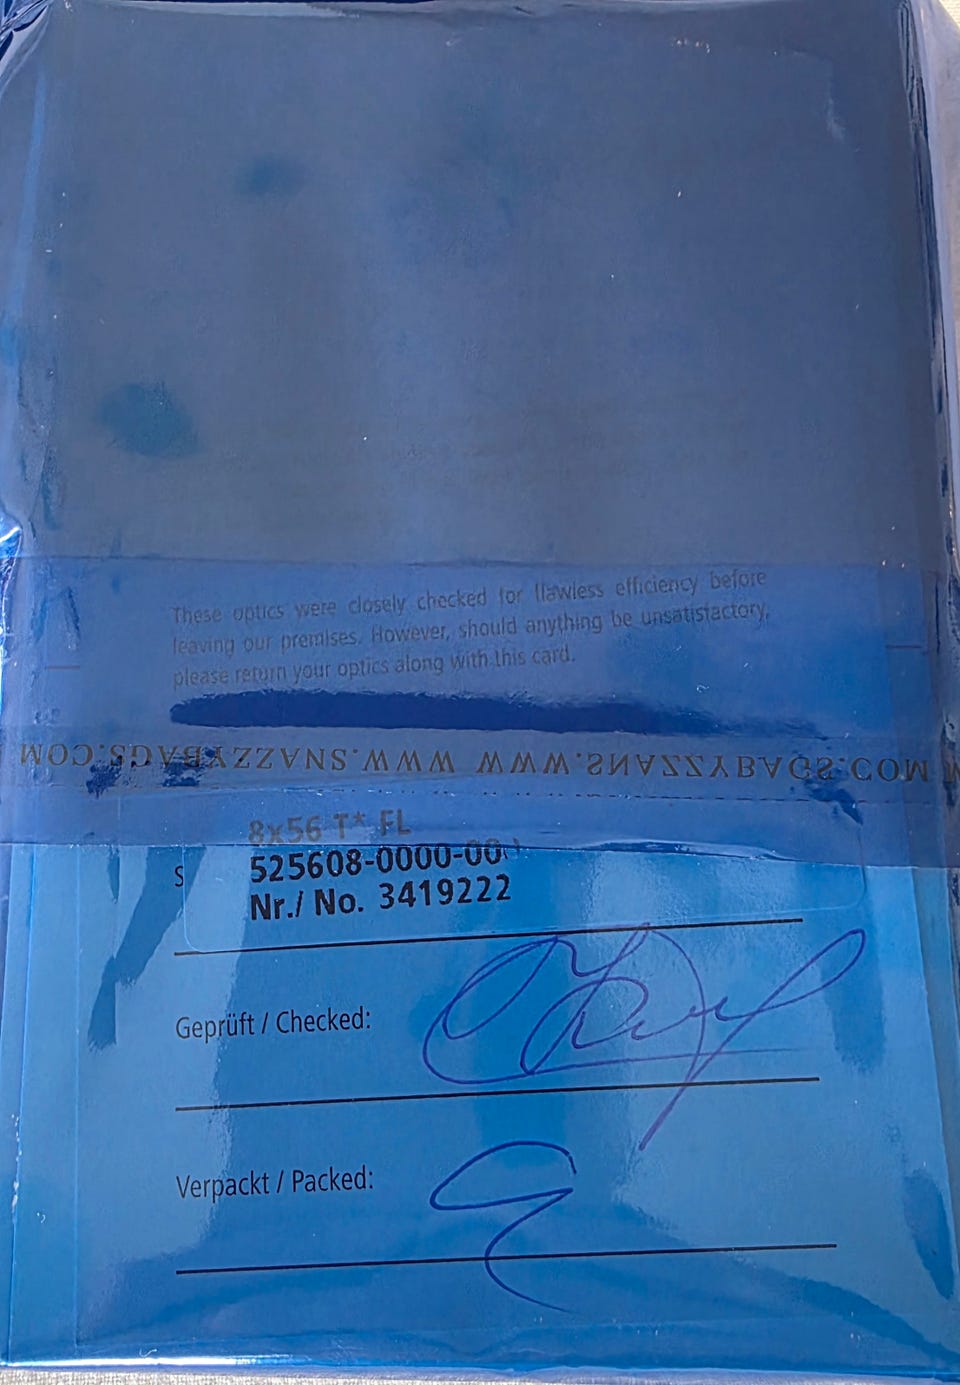 These optics were closely checked for flawless efficiency before
leaving our premises. However, should anything be unsatisfactory,
please return your optics along with this card.
WWW.SNAZZYBAGS.COM WWW.SNAZZYBAGS.COM
8x56 T* FL
525608-0000-00
Nr./ No. 3419222
Geprüft / Checked:
Verpackt / Packed: